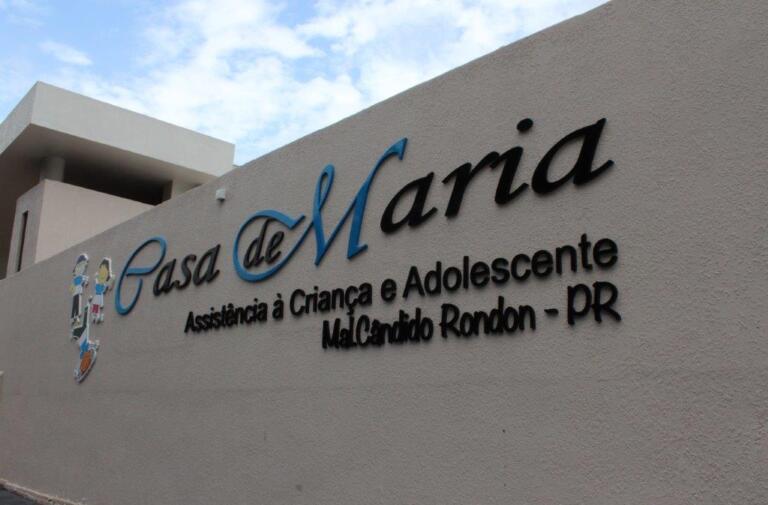 Casa de Maria
Assistência à Criança e Adolescente
Mal.Cândido Rondon - PR